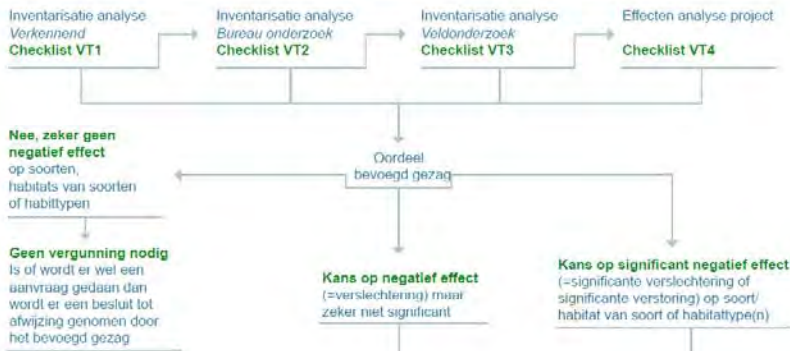 Inventarisatie analyse
Verkennend
Checklist VT1
Inventarisatie analyse
Bureau onderzoek
Checklist VT2
Inventarisatie analyse
Veldonderzoek
Checklist VT3
Effecten analyse project
Checklist VT4
Oordeel
bevoegd gezag
Nee, zeker geen
negatief effect
op soorten,
habitats van soorten
of habittypen
Geen vergunning nodig
Is of wordt er wel een
aanvraag gedaan dan
wordt er een besluit tot
afwijzing genomen door
het bevoegd gezag
Kans op negatief effect
(=verslechtering) maar
zeker niet significant
Kans op significant negatief effect
(=significante verslechtering of
significante verstoring) op soort/
habitat van soort of habitattype(n)